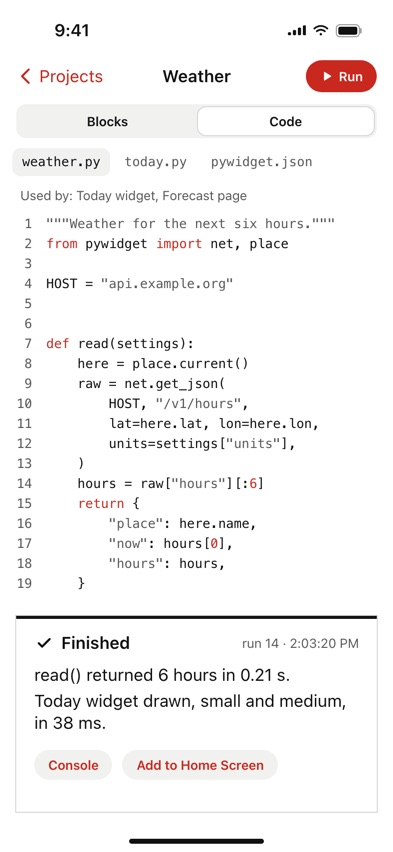 9:41
Projects
Weather
Run
Blocks
Code
weather.py
today.py
pywidget.json
Used by: Today widget, Forecast page
1 """Weather for the next six hours."""
2 from pywidget import net, place
3
4 HOST = "api.example.org"
5
6
7 def read(settings):
8     here = place.current()
9     raw = net.get_json(
10         HOST, "/v1/hours",
11         lat=here.lat, lon=here.lon,
12         units=settings["units"],
13     )
14     hours = raw["hours"][:6]
15     return {
16         "place": here.name,
17         "now": hours[0],
18         "hours": hours,
19     }
Finished
run 14 · 2:03:20 PM
read() returned 6 hours in 0.21 s.
Today widget drawn, small and medium,
in 38 ms.
Console
Add to Home Screen